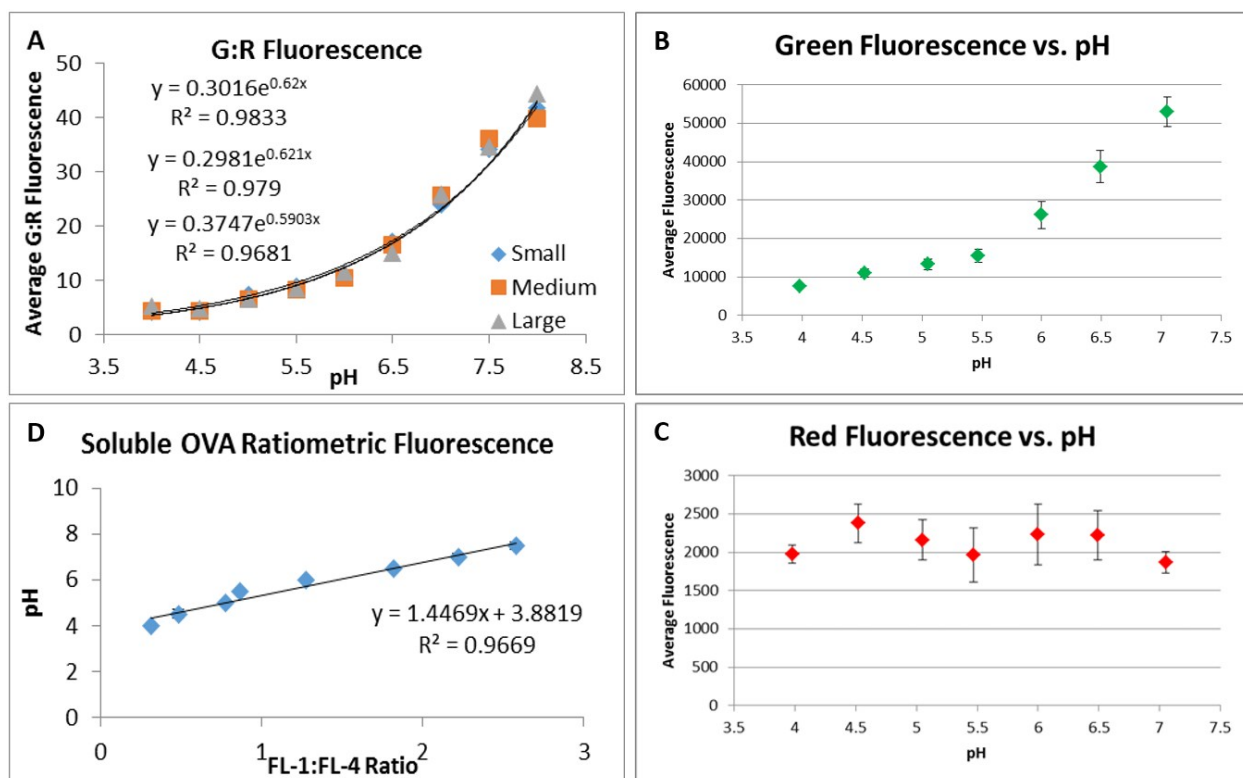 A
G:R Fluorescence
y = 0.3016e^0.62x
R² = 0.9833
y = 0.2981e^0.621x
R² = 0.979
y = 0.3747e^0.5903x
R² = 0.9681
Average G:R Fluorescence
50
40
30
20
10
0
3.5 4.5 5.5 6.5 7.5 8.5
pH
Small
Medium
Large
B
Green Fluorescence vs. pH
Average Fluorescence
60000
50000
40000
30000
20000
10000
0
3.5 4 4.5 5 5.5 6 6.5 7 7.5
pH
D
Soluble OVA Ratiometric Fluorescence
pH
10
8
6
4
2
0
y = 1.4469x + 3.8819
R² = 0.9669
0 1 2 3
FL-1:FL-4 Ratio
C
Red Fluorescence vs. pH
Average Fluorescence
3000
2500
2000
1500
1000
500
0
3.5 4 4.5 5 5.5 6 6.5 7 7.5
pH